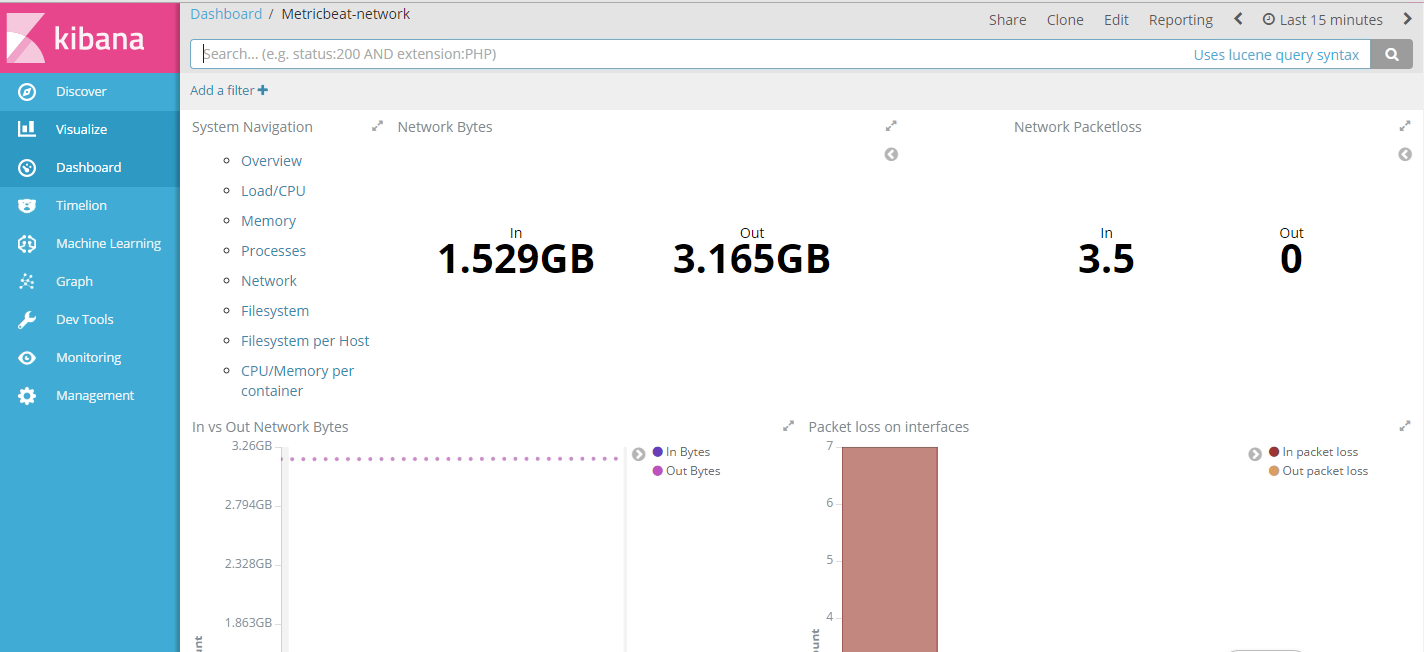 kibana
Discover
Visualize
Dashboard
Timelion
Machine Learning
Graph
Dev Tools
Monitoring
Management
Dashboard / Metricbeat-network
Share Clone Edit Reporting Last 15 minutes
Search... (e.g. status:200 AND extension:PHP) Uses lucene query syntax
Add a filter
System Navigation
Overview
Load/CPU
Memory
Processes
Network
Filesystem
Filesystem per Host
CPU/Memory per
container
Network Bytes
In Out
1.529GB 3.165GB
Network Packetloss
In Out
3.5 0
In vs Out Network Bytes
3.26GB
2.794GB
2.328GB
1.863GB
In Bytes
Out Bytes
Packet loss on interfaces
7
6
5
4
In packet loss
Out packet loss